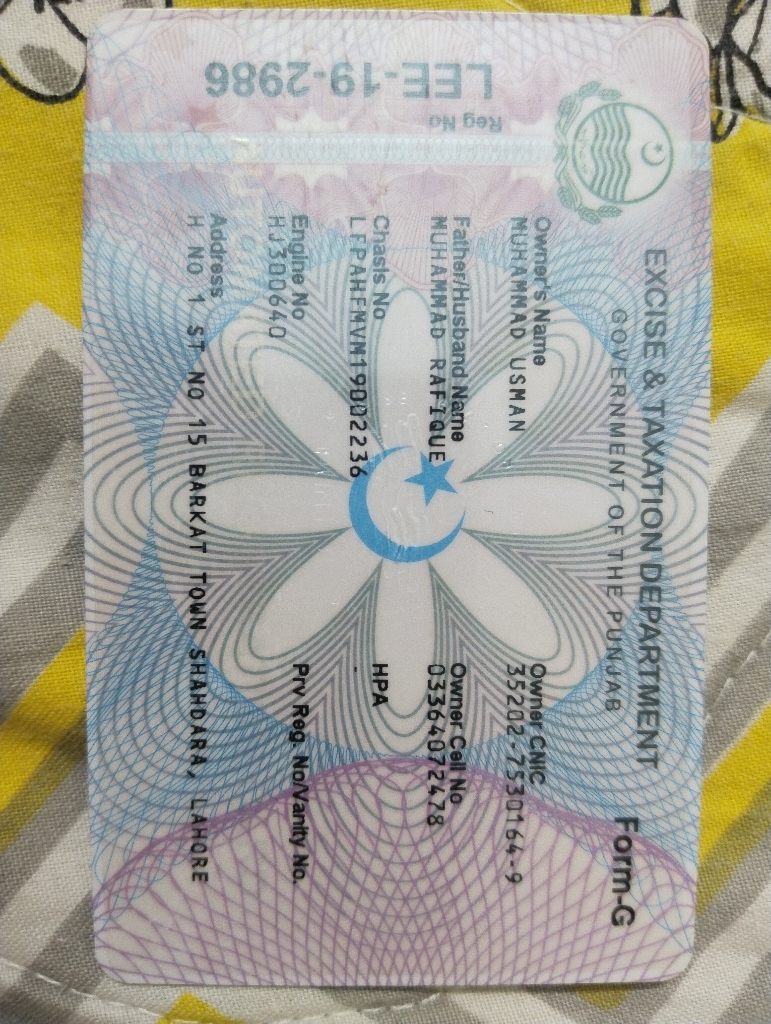 EXCISE & TAXATION DEPARTMENT
GOVERNMENT OF THE PUNJAB
Form-G
Reg No
LEE-19-2986
Owner's Name
MUHAMMAD USMAN
Owner CNIC
35202-7530164-9
Father/Husband Name
MUHAMMAD RAFIQUE
Owner Cell No
03364072478
Chasis No
LFPAHFMVM19D02236
HPA
-
Engine No
HJ300640
Prv Reg. No/Vanity No.
Address
H NO 1 ST NO 15 BARKAT TOWN SHAHDARA, LAHORE